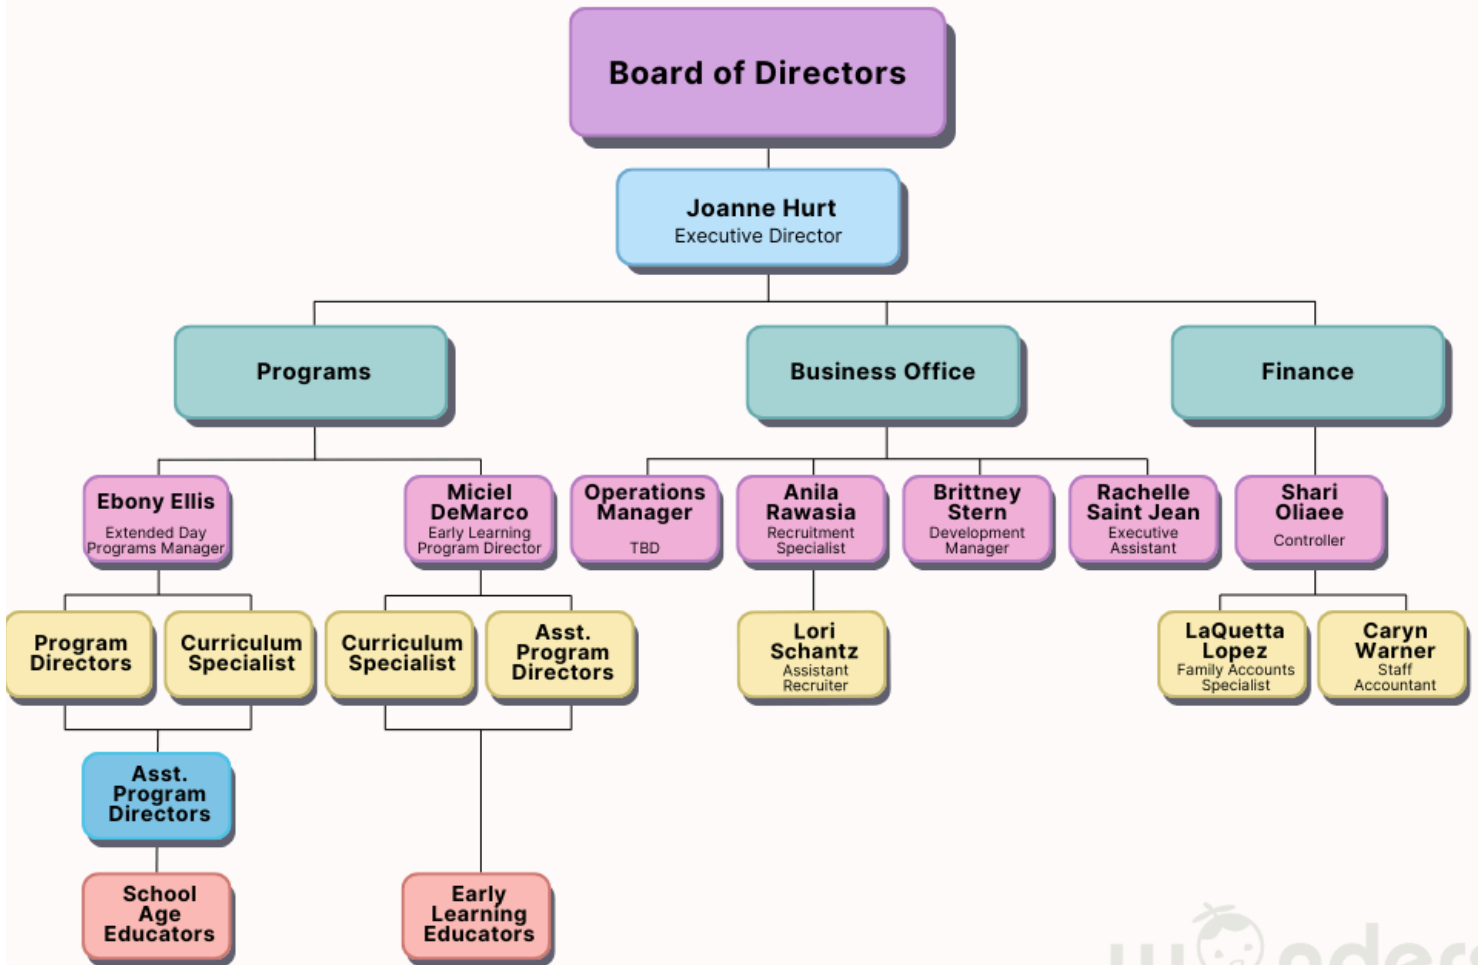 Board of Directors
Joanne Hurt
Executive Director
Programs
Business Office
Finance
Ebony Ellis
Extended Day
Programs Manager
Miciel
DeMarco
Early Learning
Program Director
Operations
Manager
TBD
Anila
Rawasia
Recruitment
Specialist
Brittney
Stern
Development
Manager
Rachelle
Saint Jean
Executive
Assistant
Shari
Oliaee
Controller
Program
Directors
Curriculum
Specialist
Curriculum
Specialist
Asst.
Program
Directors
Lori
Schantz
Assistant
Recruiter
LaQuetta
Lopez
Family Accounts
Specialist
Caryn
Warner
Staff
Accountant
Asst.
Program
Directors
School
Age
Educators
Early
Learning
Educators